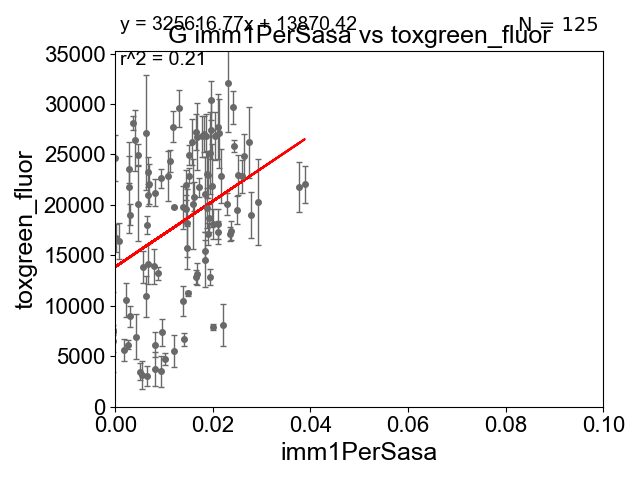 y = 325616.77x + 13870.42
N = 125
G imm1PerSasa vs toxgreen_fluor
r^2 = 0.21
35000
30000
25000
20000
15000
10000
5000
0
toxgreen_fluor
0.00 0.02 0.04 0.06 0.08 0.10
imm1PerSasa